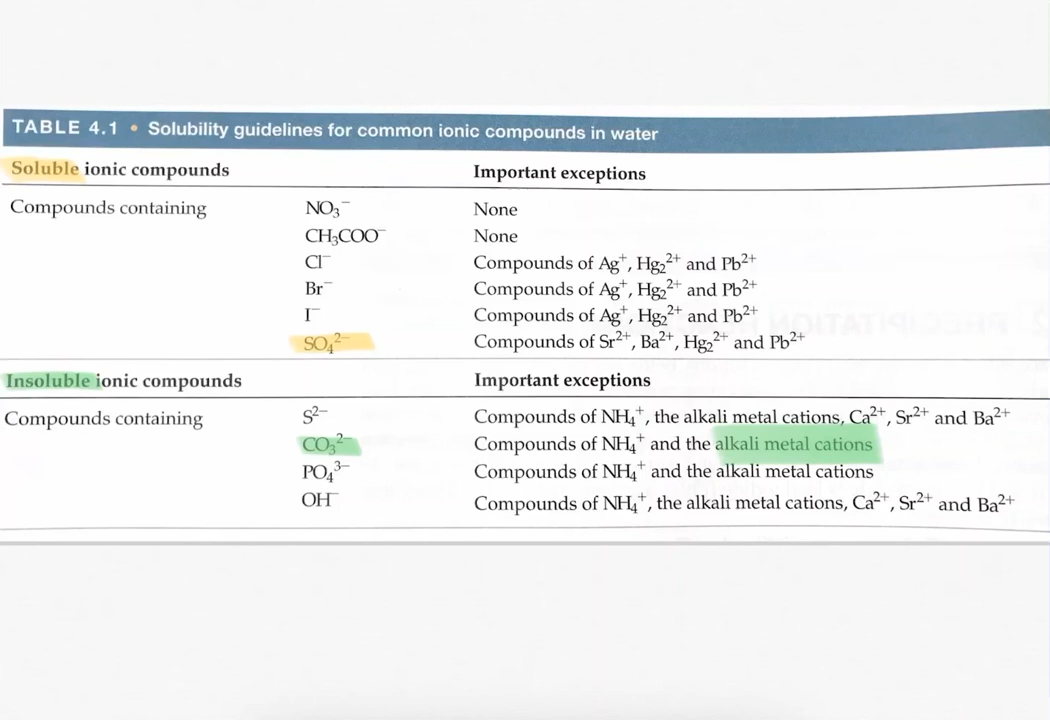 TABLE 4.1 • Solubility guidelines for common ionic compounds in water
Soluble ionic compounds Important exceptions
Compounds containing NO₃⁻ None
CH₃COO⁻ None
Cl⁻ Compounds of Ag⁺, Hg₂²⁺ and Pb²⁺
Br⁻ Compounds of Ag⁺, Hg₂²⁺ and Pb²⁺
I⁻ Compounds of Ag⁺, Hg₂²⁺ and Pb²⁺
SO₄²⁻ Compounds of Sr²⁺, Ba²⁺, Hg₂²⁺ and Pb²⁺
Insoluble ionic compounds Important exceptions
Compounds containing S²⁻ Compounds of NH₄⁺, the alkali metal cations, Ca²⁺, Sr²⁺ and Ba²⁺
CO₃²⁻ Compounds of NH₄⁺ and the alkali metal cations
PO₄³⁻ Compounds of NH₄⁺ and the alkali metal cations
OH⁻ Compounds of NH₄⁺, the alkali metal cations, Ca²⁺, Sr²⁺ and Ba²⁺